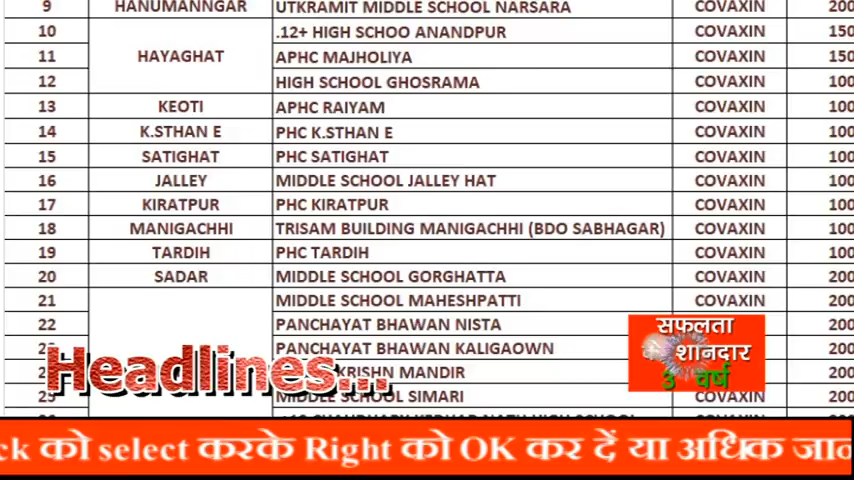 9 HANUMANNGAR UTKRAMIT MIDDLE SCHOOL NARSARA COVAXIN 200
10 .12+ HIGH SCHOO ANANDPUR COVAXIN 150
11 HAYAGHAT APHC MAJHOLIYA COVAXIN 150
12 HIGH SCHOOL GHOSRAMA COVAXIN 100
13 KEOTI APHC RAIYAM COVAXIN 100
14 K.STHAN E PHC K.STHAN E COVAXIN 100
15 SATIGHAT PHC SATIGHAT COVAXIN 100
16 JALLEY MIDDLE SCHOOL JALLEY HAT COVAXIN 100
17 KIRATPUR PHC KIRATPUR COVAXIN 100
18 MANIGACHHI TRISAM BUILDING MANIGACHHI (BDO SABHAGAR) COVAXIN 100
19 TARDIH PHC TARDIH COVAXIN 100
20 SADAR MIDDLE SCHOOL GORGHATTA COVAXIN 200
21 MIDDLE SCHOOL MAHESHPATTI COVAXIN 200
22 PANCHAYAT BHAWAN NISTA 200
PANCHAYAT BHAWAN KALIGAOWN 200
KRISHN MANDIR 200
25 MIDDLE SCHOOL SIMARI COVAXIN 200
Headlines...
सफलता
के शानदार
3 वर्ष
ck को select करके Right को OK कर दें या अधिक जान